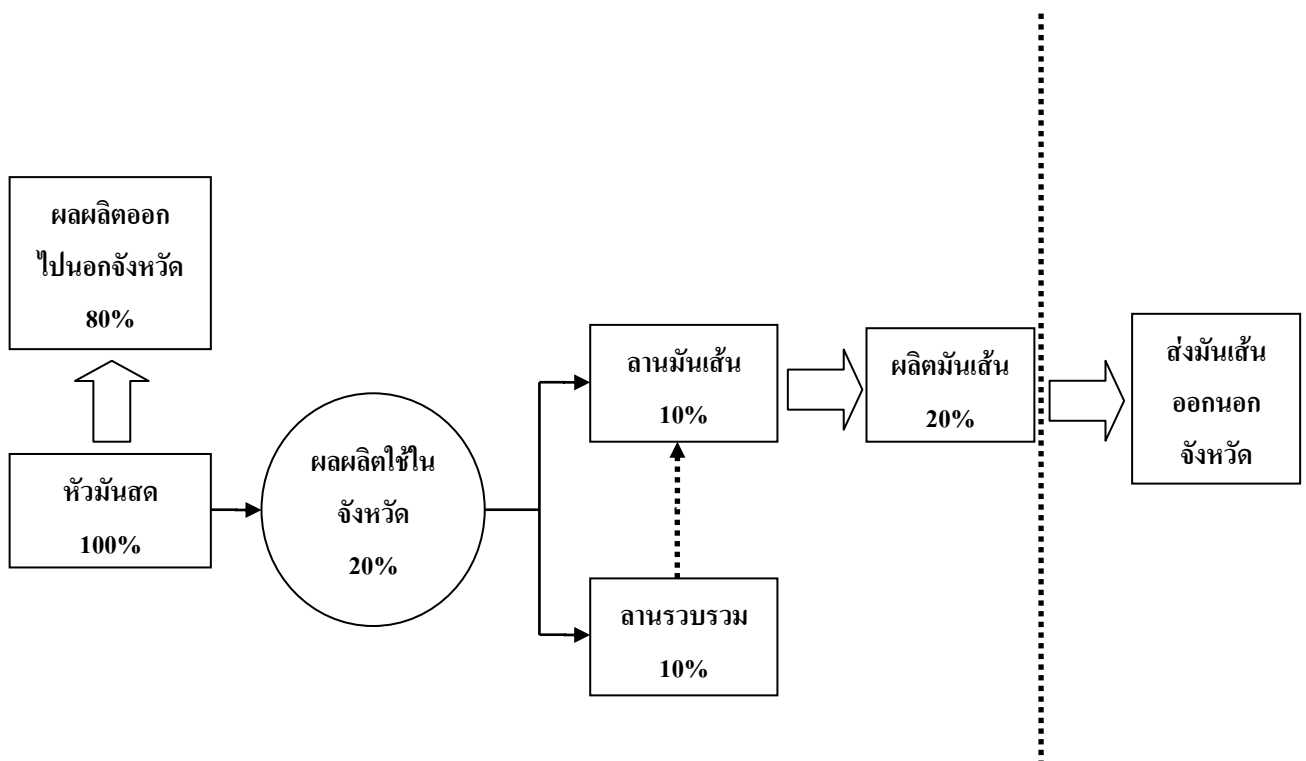 ผลผลิตออก
ไปนอกจังหวัด
80%
หัวมันสด
100%
ผลผลิตใช้ใน
จังหวัด
20%
ลานมันเส้น
10%
ลานรวบรวม
10%
ผลิตมันเส้น
20%
ส่งมันเส้น
ออกนอก
จังหวัด